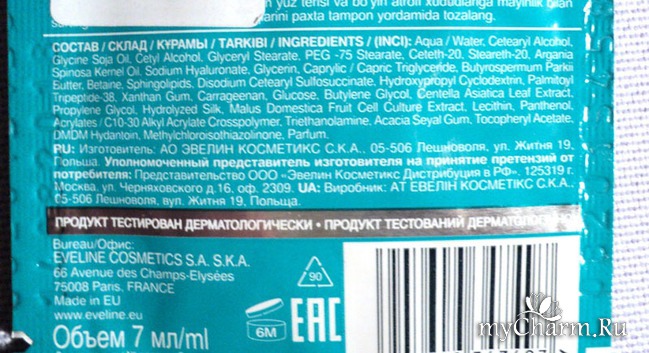 yuz terisi va bo'yin atrofi xududlariga mayinlik bilan
larini paxta tampon yordamida tozalang.
СОСТАВ / СКЛАД / ҚҰРАМЫ / TARKIBI / INGREDIENTS / (INCI): Aqua / Water, Cetearyl Alcohol,
Glycine Soja Oil, Cetyl Alcohol, Glyceryl Stearate, PEG -75 Stearate, Ceteth-20, Steareth-20, Argania
Spinosa Kernel Oil, Sodium Hyaluronate, Glycerin, Caprylic / Capric Triglyceride, Butyrospermum Parkii
Butter, Betaine, Sphingolipids, Disodium Cetearyl Sulfosuccinate, Hydroxypropyl Cyclodextrin, Palmitoyl
Tripeptide-38, Xanthan Gum, Carrageenan, Glucose, Butylene Glycol, Centella Asiatica Leaf Extract,
Propylene Glycol, Hydrolyzed Silk, Malus Domestica Fruit Cell Culture Extract, Lecithin, Panthenol,
Acrylates / C10-30 Alkyl Acrylate Crosspolymer, Triethanolamine, Acacia Seyal Gum, Tocopheryl Acetate,
DMDM Hydantoin, Methylchloroisothiazolinone, Parfum.
RU: Изготовитель: АО ЭВЕЛИН КОСМЕТИКС С.К.А., 05-506 Лешноволя, ул. Житня 19,
Польша. Уполномоченный представитель изготовителя на принятие претензий от
потребителя: Представительство ООО «Эвелин Косметикс Дистрибуция в РФ». 125319 г.
Москва, ул. Черняховского д.16, оф. 2309. UA: Виробник: АТ ЕВЕЛІН КОСМЕТІКС С.К.А.,
05-506 Лешноволя, вул. Житня 19, Польща.
ПРОДУКТ ТЕСТИРОВАН ДЕРМАТОЛОГИЧЕСКИ • ПРОДУКТ ТЕСТОВАНИЙ ДЕРМАТОЛОГІЧНО
Bureau/Офис:
EVELINE COSMETICS S.A. S.K.A.
66 Avenue des Champs-Elysées
75008 Paris, FRANCE
Made in EU
www.eveline.eu
Объем 7 мл/ml
90
6M
EAC
myCharm.Ru